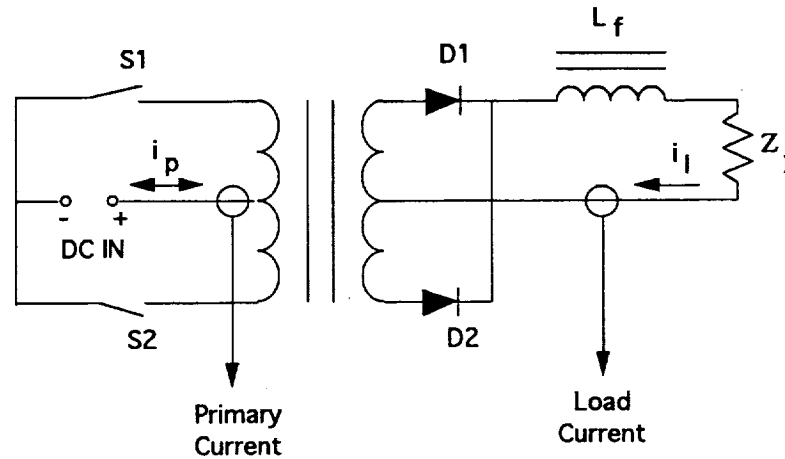 L f
S1
D1
i p
i l
Z
- +
DC IN
S2
D2
Primary
Current
Load
Current